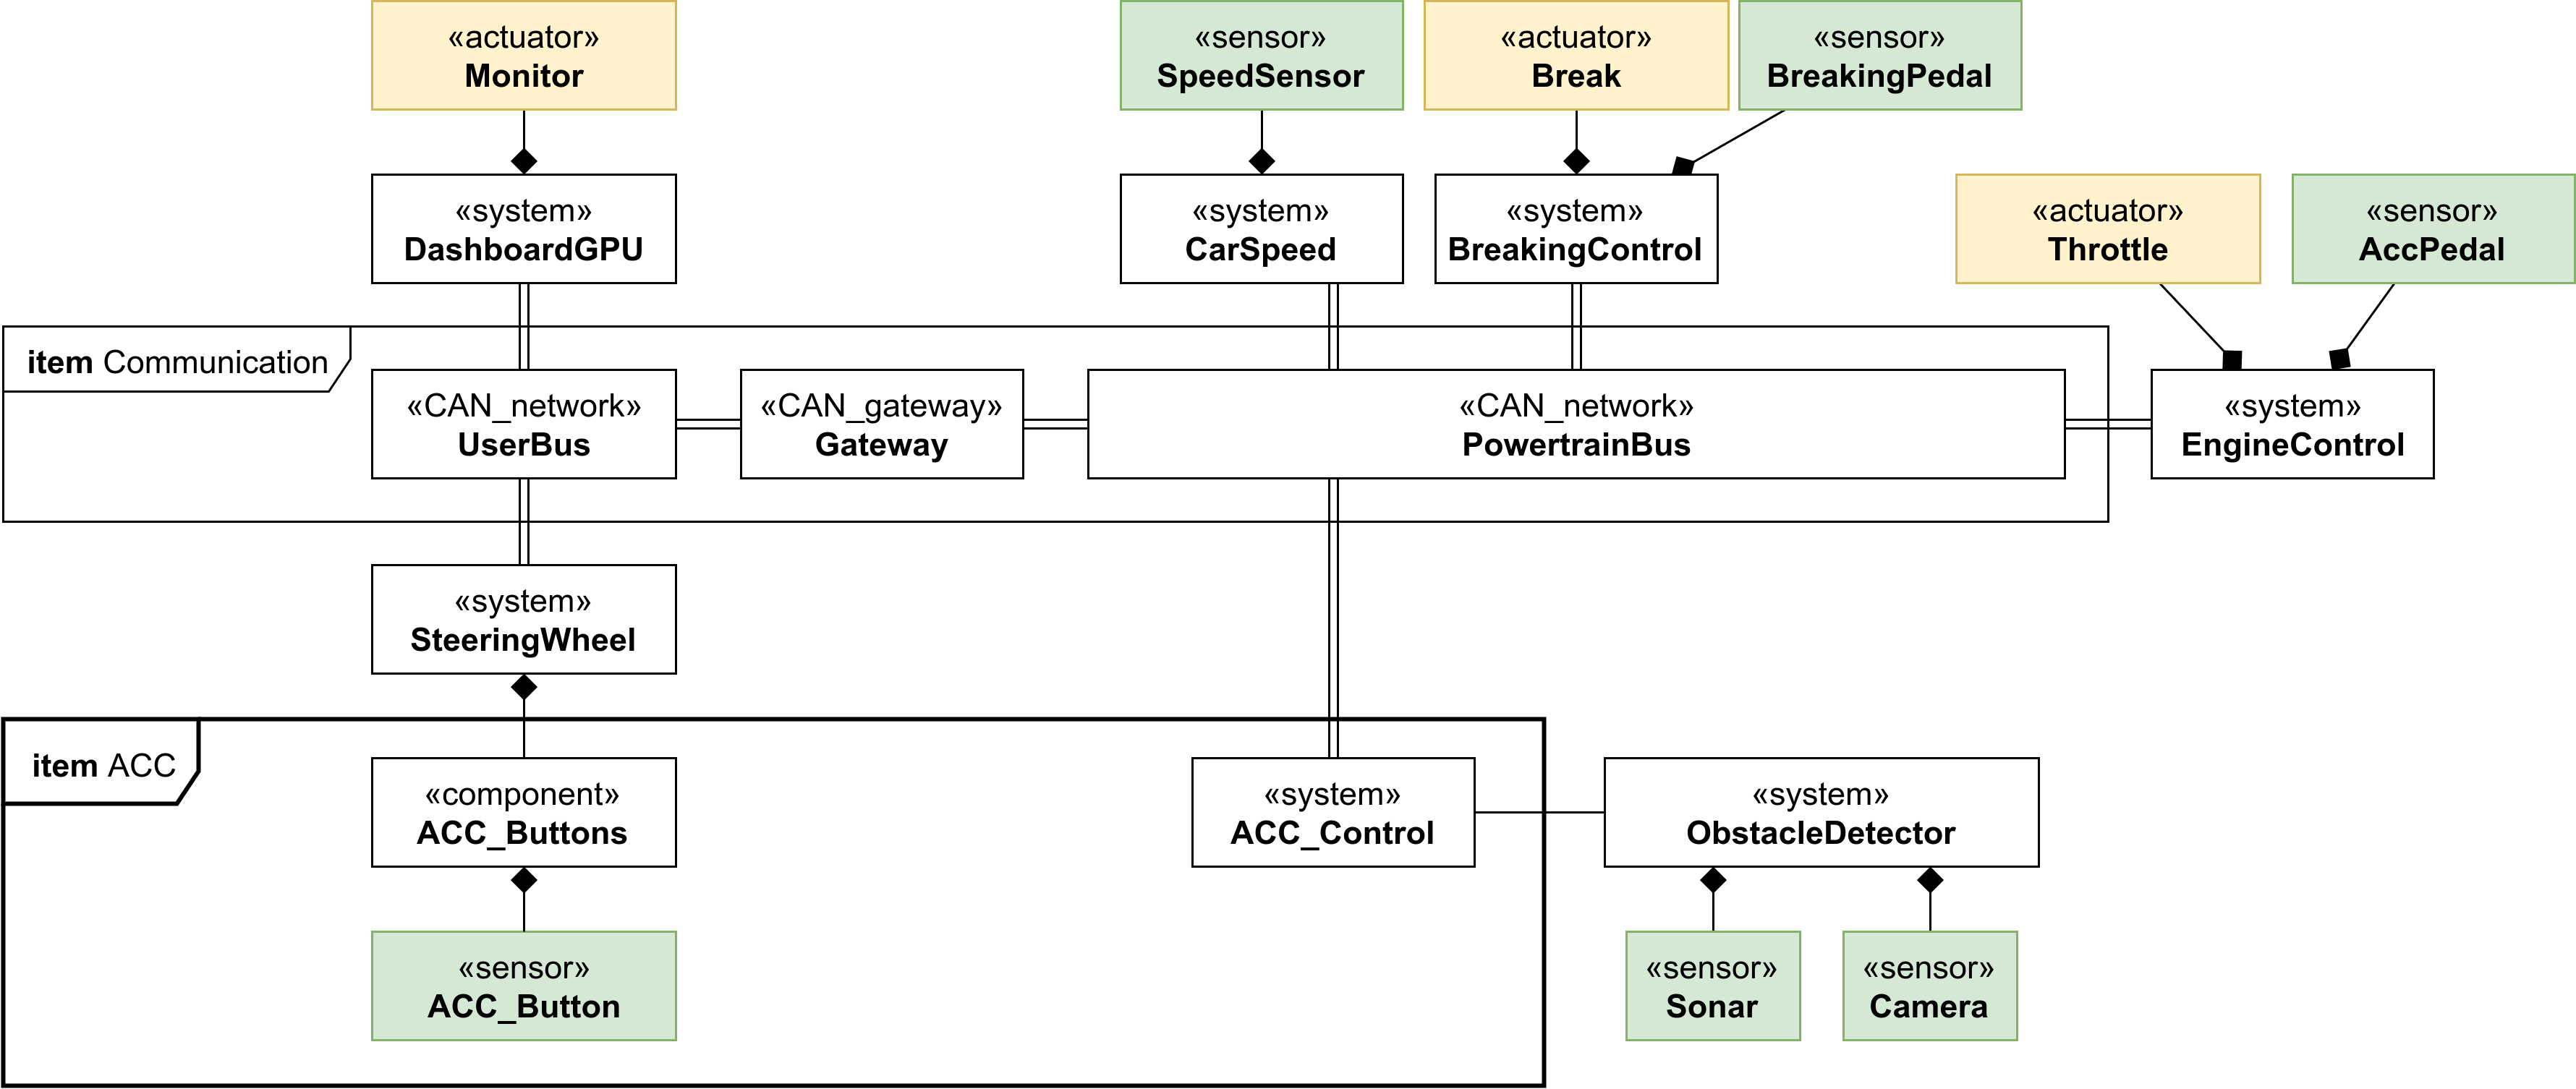 «actuator»
Monitor
«sensor»
SpeedSensor
«actuator»
Break
«sensor»
BreakingPedal
«system»
DashboardGPU
«system»
CarSpeed
«system»
BreakingControl
«actuator»
Throttle
«sensor»
AccPedal
item Communication
«CAN_network»
UserBus
«CAN_gateway»
Gateway
«CAN_network»
PowertrainBus
«system»
EngineControl
«system»
SteeringWheel
item ACC
«component»
ACC_Buttons
«system»
ACC_Control
«system»
ObstacleDetector
«sensor»
ACC_Button
«sensor»
Sonar
«sensor»
Camera